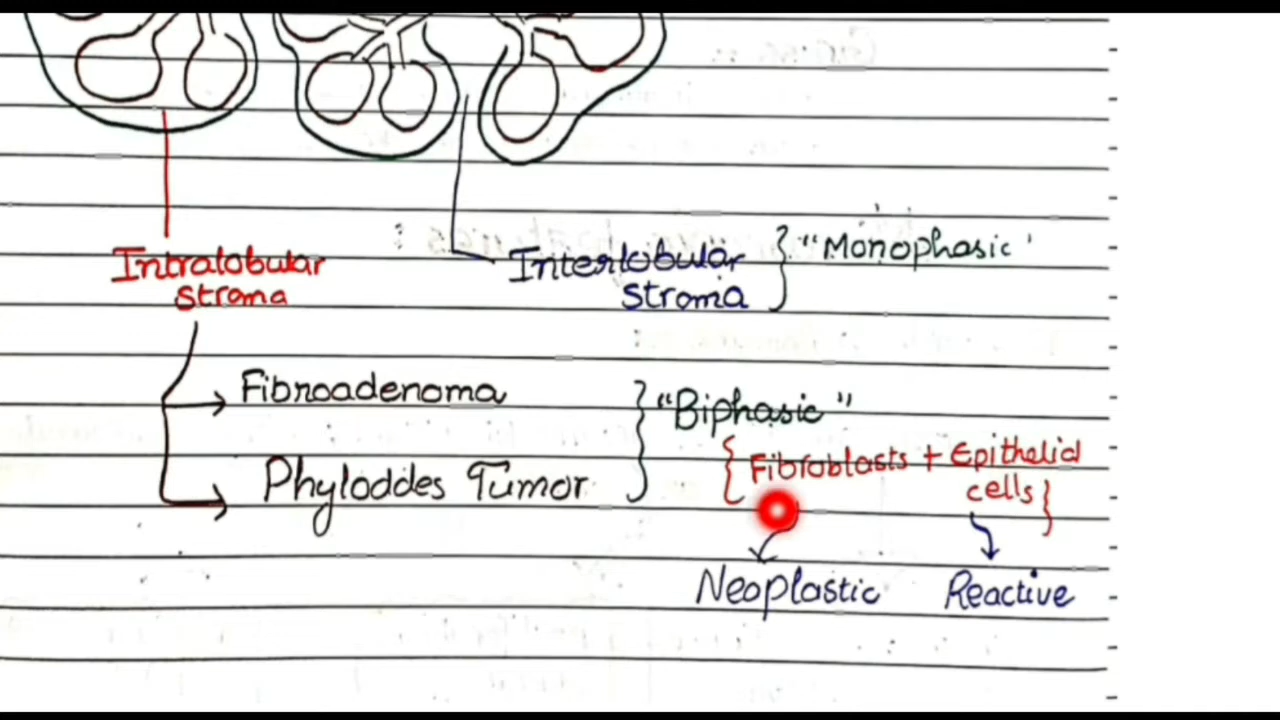 Intralobular
stroma
Interlobular
stroma
"Monophasic'
Fibroadenoma
Phyloddes Tumor
"Biphasic"
{Fibroblasts + Epithelial
cells}
Neoplastic
Reactive